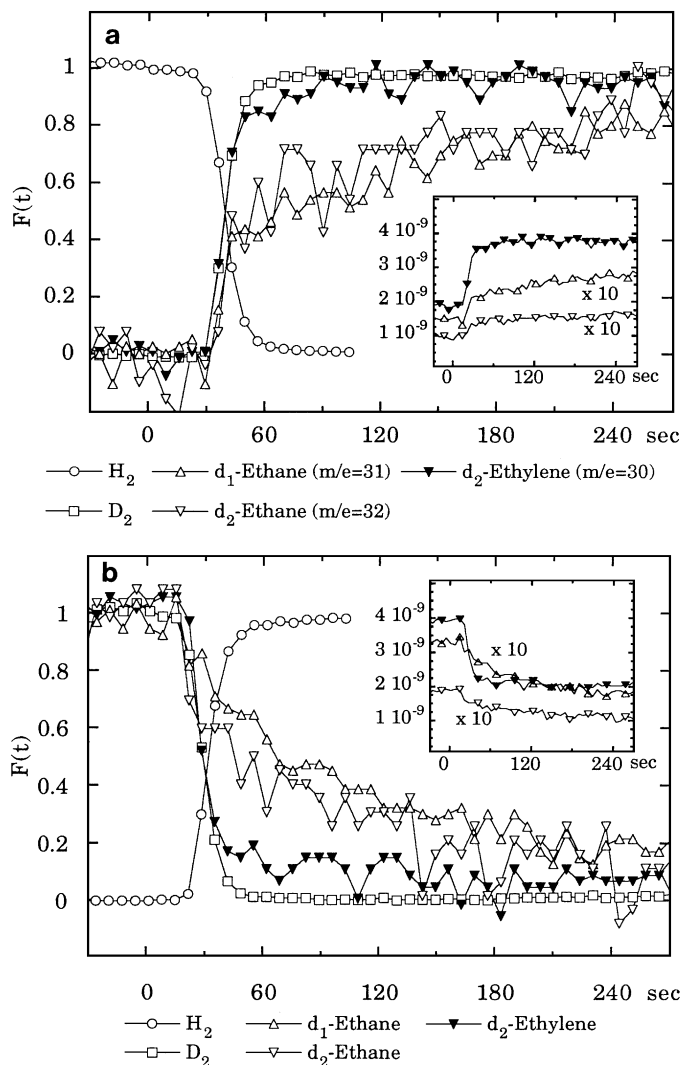 a
1
0.8
0.6
0.4
0.2
0
F(t)
4 10-9
3 10-9
2 10-9
1 10-9
x 10
x 10
0 120 240
sec
0 60 120 180 240 sec
H2 d1-Ethane (m/e=31) d2-Ethylene (m/e=30)
D2 d2-Ethane (m/e=32)
b
1
0.8
0.6
0.4
0.2
0
F(t)
4 10-9
3 10-9
2 10-9
1 10-9
x 10
x 10
0 120 240
sec
0 60 120 180 240 sec
H2 d1-Ethane d2-Ethylene
D2 d2-Ethane